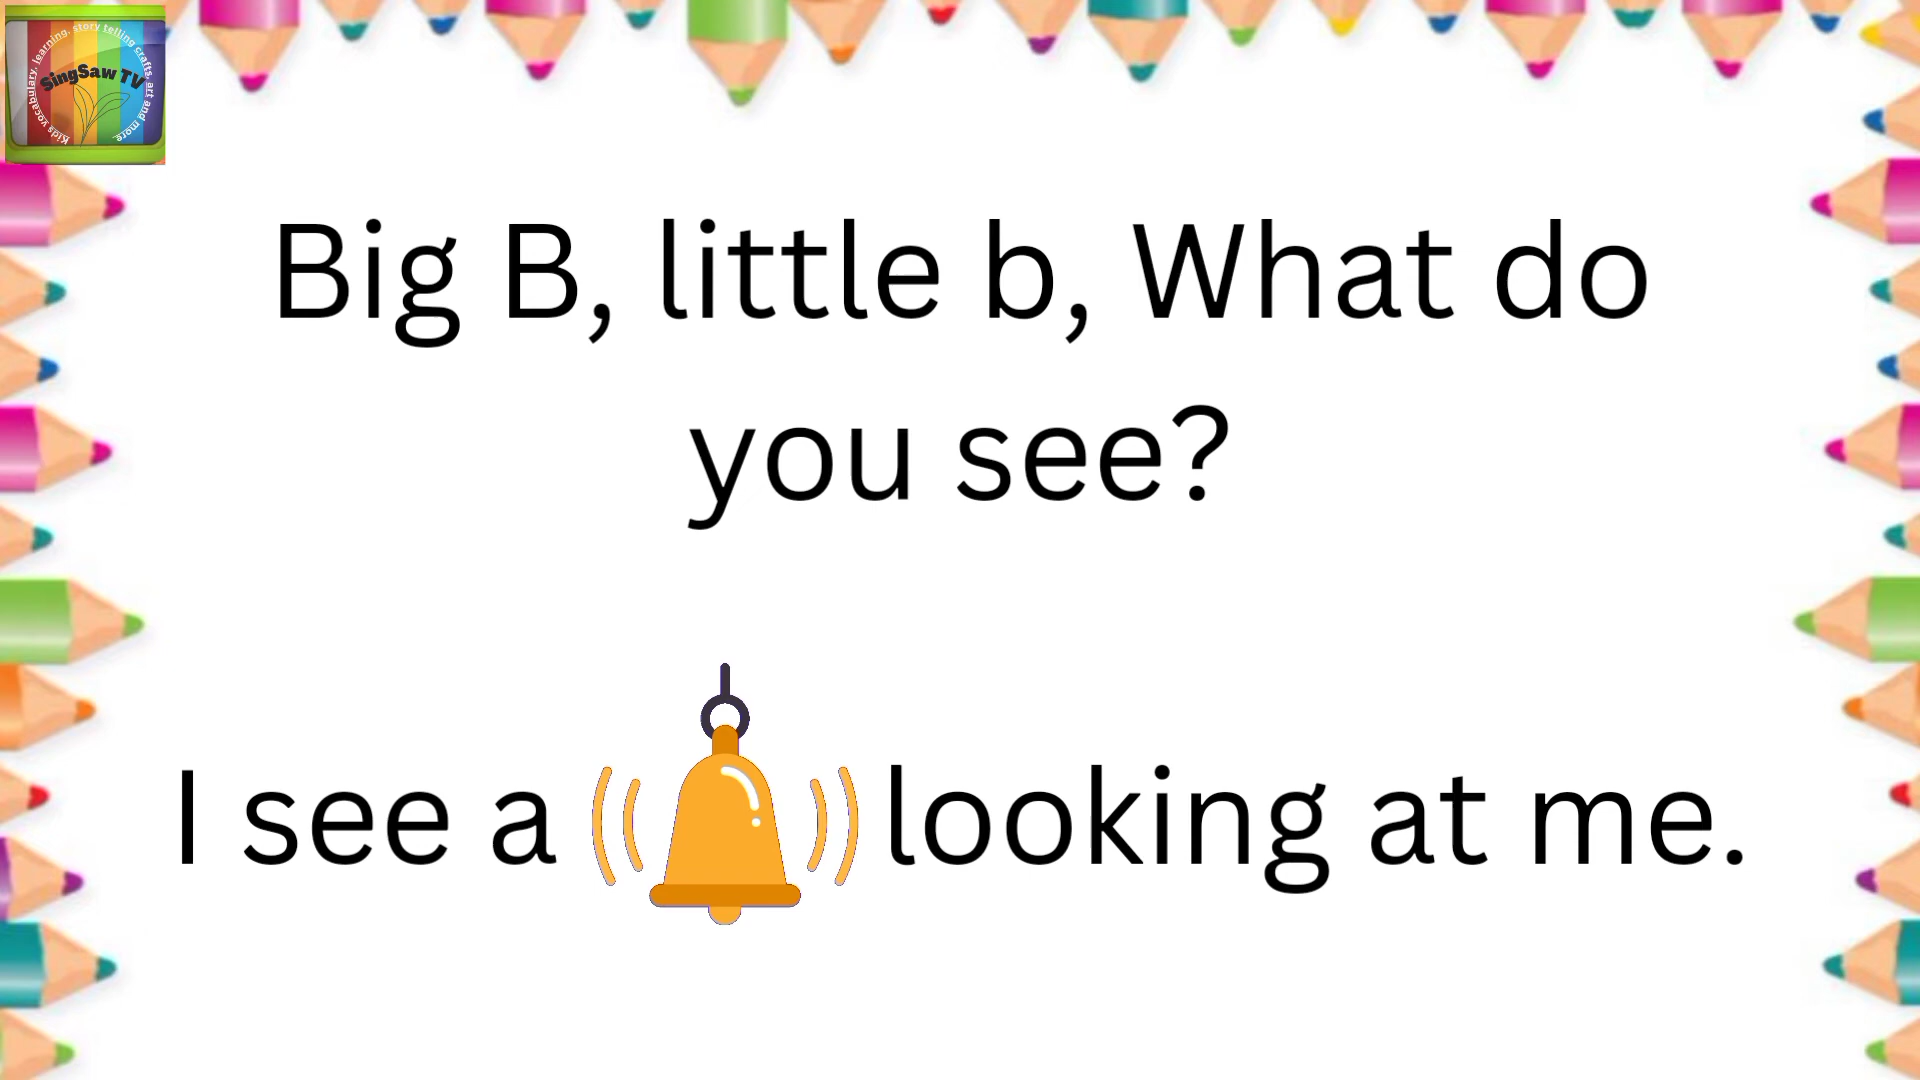 SingSaw TV
Kids vocabulary, learning, story telling crafts, art and more
Big B, little b, What do
you see?
I see a looking at me.